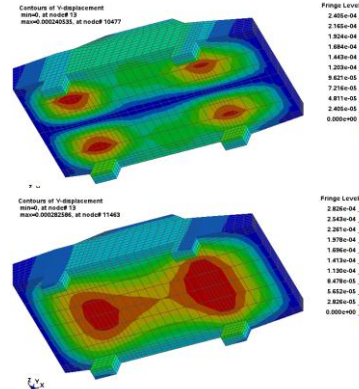 Contours of Y-displacement
min=0, at node# 13
max=0.000240535, at node# 10477
Fringe Level
2.405e-04
2.165e-04
1.924e-04
1.684e-04
1.443e-04
1.203e-04
9.621e-05
7.216e-05
4.811e-05
2.405e-05
0.000e+00
Contours of Y-displacement
min=0, at node# 13
max=0.000282586, at node# 11463
Fringe Level
2.826e-04
2.543e-04
2.261e-04
1.978e-04
1.696e-04
1.413e-04
1.130e-04
8.478e-05
5.652e-05
2.826e-05
0.000e+00
Z Y X